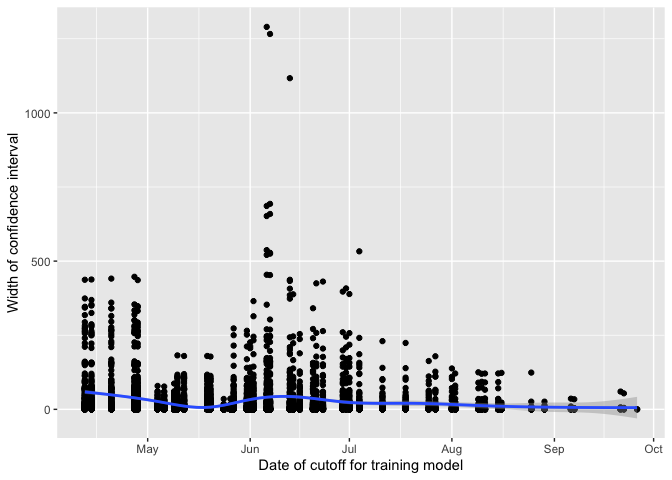 1000
500
0
Width of confidence interval
May
Jun
Jul
Aug
Sep
Oct
Date of cutoff for training model